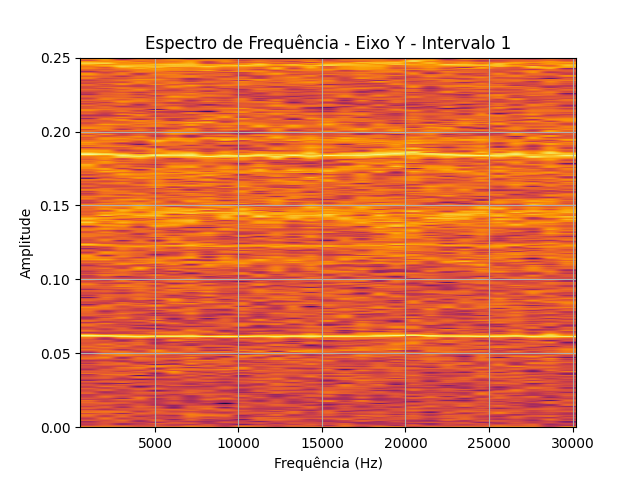 Espectro de Frequência - Eixo Y - Intervalo 1
0.25
0.20
0.15
0.10
0.05
0.00
Amplitude
5000 10000 15000 20000 25000 30000
Frequência (Hz)